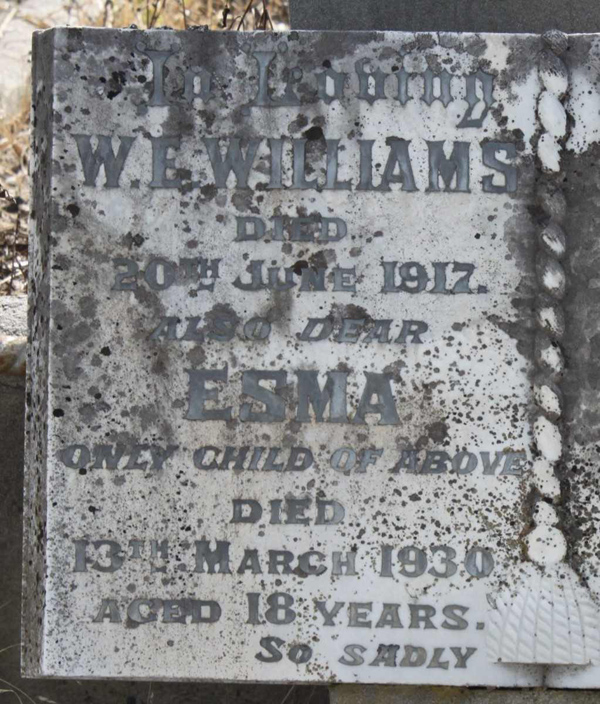 In Loving
W E WILLIAMS
DIED
20TH JUNE 1917.
ALSO DEAR
ESMA
ONLY CHILD OF ABOVE
DIED
13TH MARCH 1930
AGED 18 YEARS.
SO SADLY